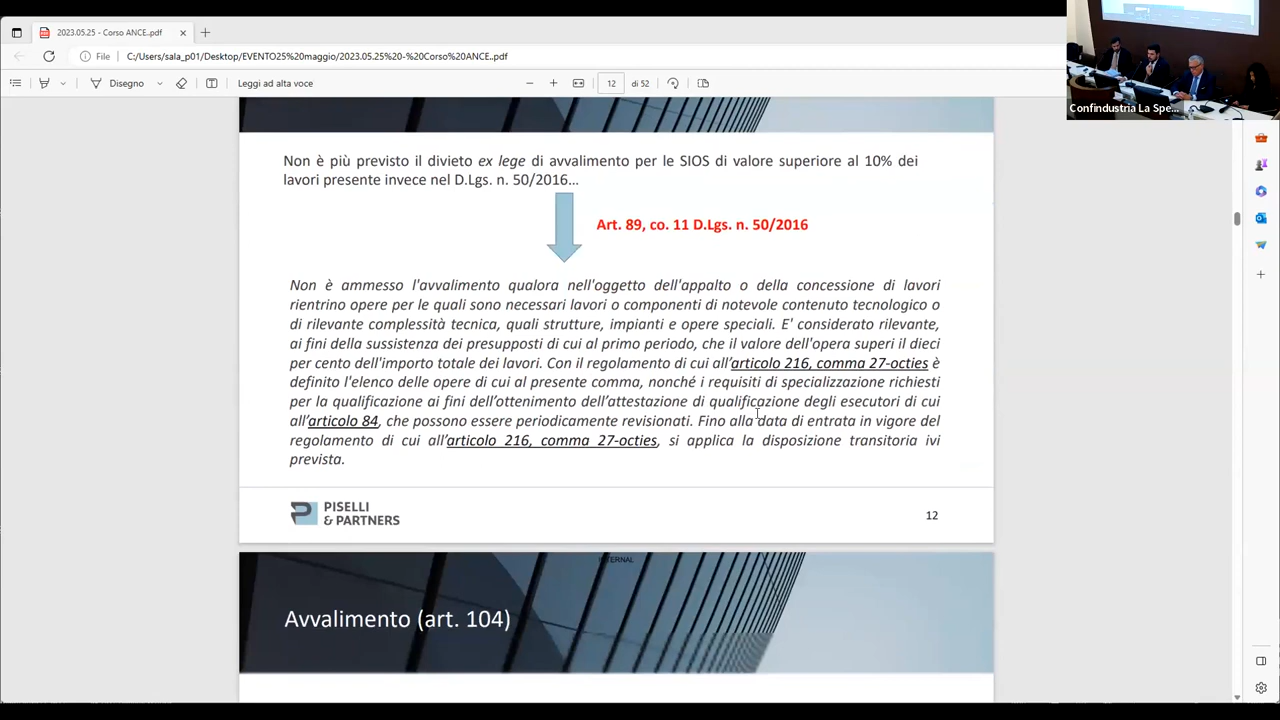 2023.05.25 - Corso ANCE..pdf
File
C:/Users/sala_p01/Desktop/EVENTO25%20maggio/2023.05.25%20-%20Corso%20ANCE..pdf
Disegno
Leggi ad alta voce
12
di 52
Confindustria La Spe...
Non è più previsto il divieto ex lege di avvalimento per le SIOS di valore superiore al 10% dei
lavori presente invece nel D.Lgs. n. 50/2016…
Art. 89, co. 11 D.Lgs. n. 50/2016
Non è ammesso l'avvalimento qualora nell'oggetto dell'appalto o della concessione di lavori
rientrino opere per le quali sono necessari lavori o componenti di notevole contenuto tecnologico o
di rilevante complessità tecnica, quali strutture, impianti e opere speciali. E' considerato rilevante,
ai fini della sussistenza dei presupposti di cui al primo periodo, che il valore dell'opera superi il dieci
per cento dell'importo totale dei lavori. Con il regolamento di cui all'articolo 216, comma 27-octies è
definito l'elenco delle opere di cui al presente comma, nonché i requisiti di specializzazione richiesti
per la qualificazione ai fini dell'ottenimento dell'attestazione di qualificazione degli esecutori di cui
all'articolo 84, che possono essere periodicamente revisionati. Fino alla data di entrata in vigore del
regolamento di cui all'articolo 216, comma 27-octies, si applica la disposizione transitoria ivi
prevista.
PISELLI
& PARTNERS
12
INTERNAL
Avvalimento (art. 104)